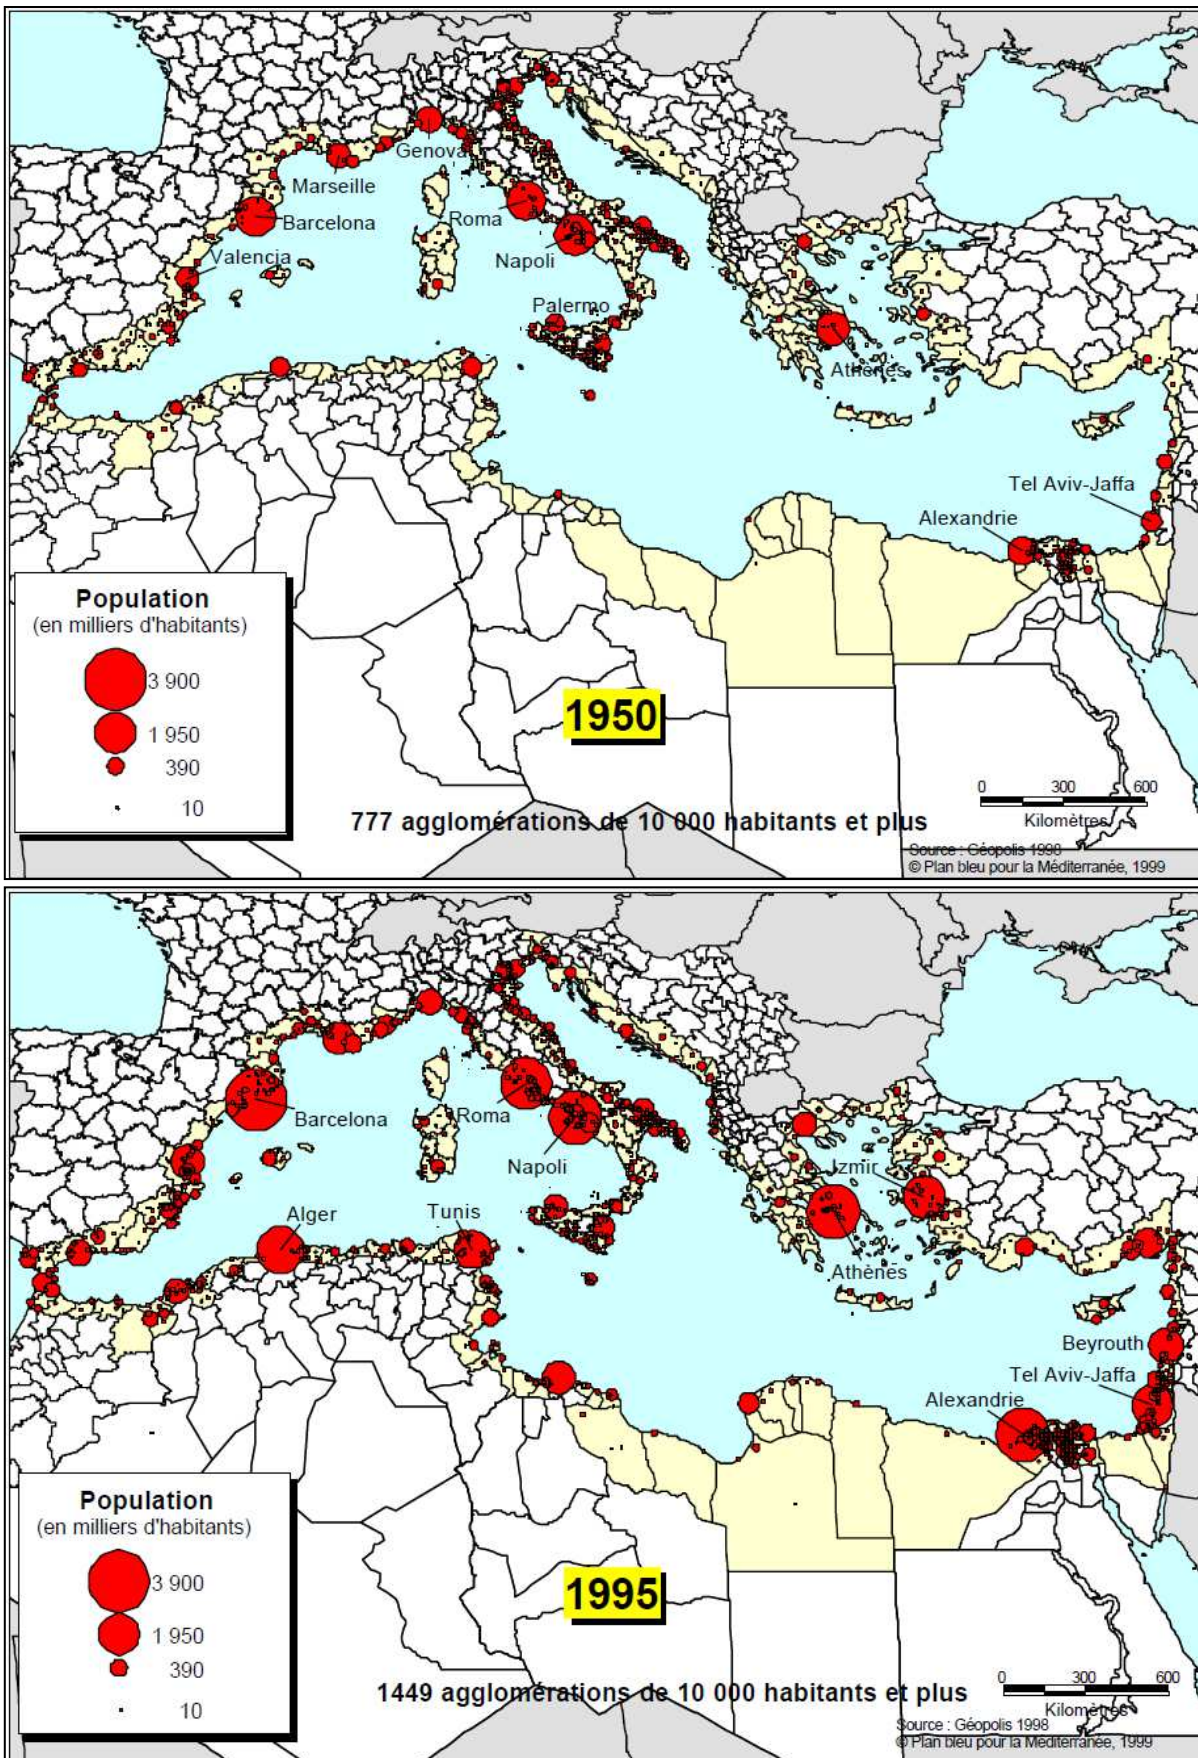 Genova
Marseille
Barcelona
Roma
Valencia
Napoli
Palermo
Athènes
Tel Aviv-Jaffa
Alexandrie
Population
(en milliers d'habitants)
3 900
1 950
390
10
1950
0 300 600
Kilomètres
777 agglomérations de 10 000 habitants et plus
Source : Géopolis 1998
© Plan bleu pour la Méditerranée, 1999
Barcelona
Roma
Napoli
Izmir
Alger
Tunis
Athènes
Beyrouth
Tel Aviv-Jaffa
Alexandrie
Population
(en milliers d'habitants)
3 900
1 950
390
10
1995
0 300 600
Kilomètres
1449 agglomérations de 10 000 habitants et plus
Source : Géopolis 1998
© Plan bleu pour la Méditerranée, 1999